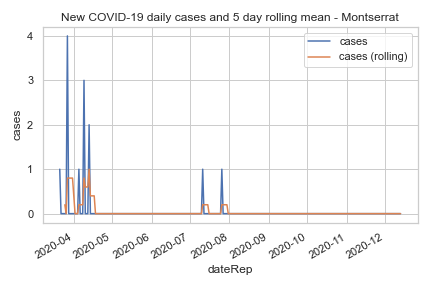 New COVID-19 daily cases and 5 day rolling mean - Montserrat
cases
cases (rolling)
4
3
2
1
0
cases
2020-04
2020-05
2020-06
2020-07
2020-08
2020-09
2020-10
2020-11
2020-12
dateRep